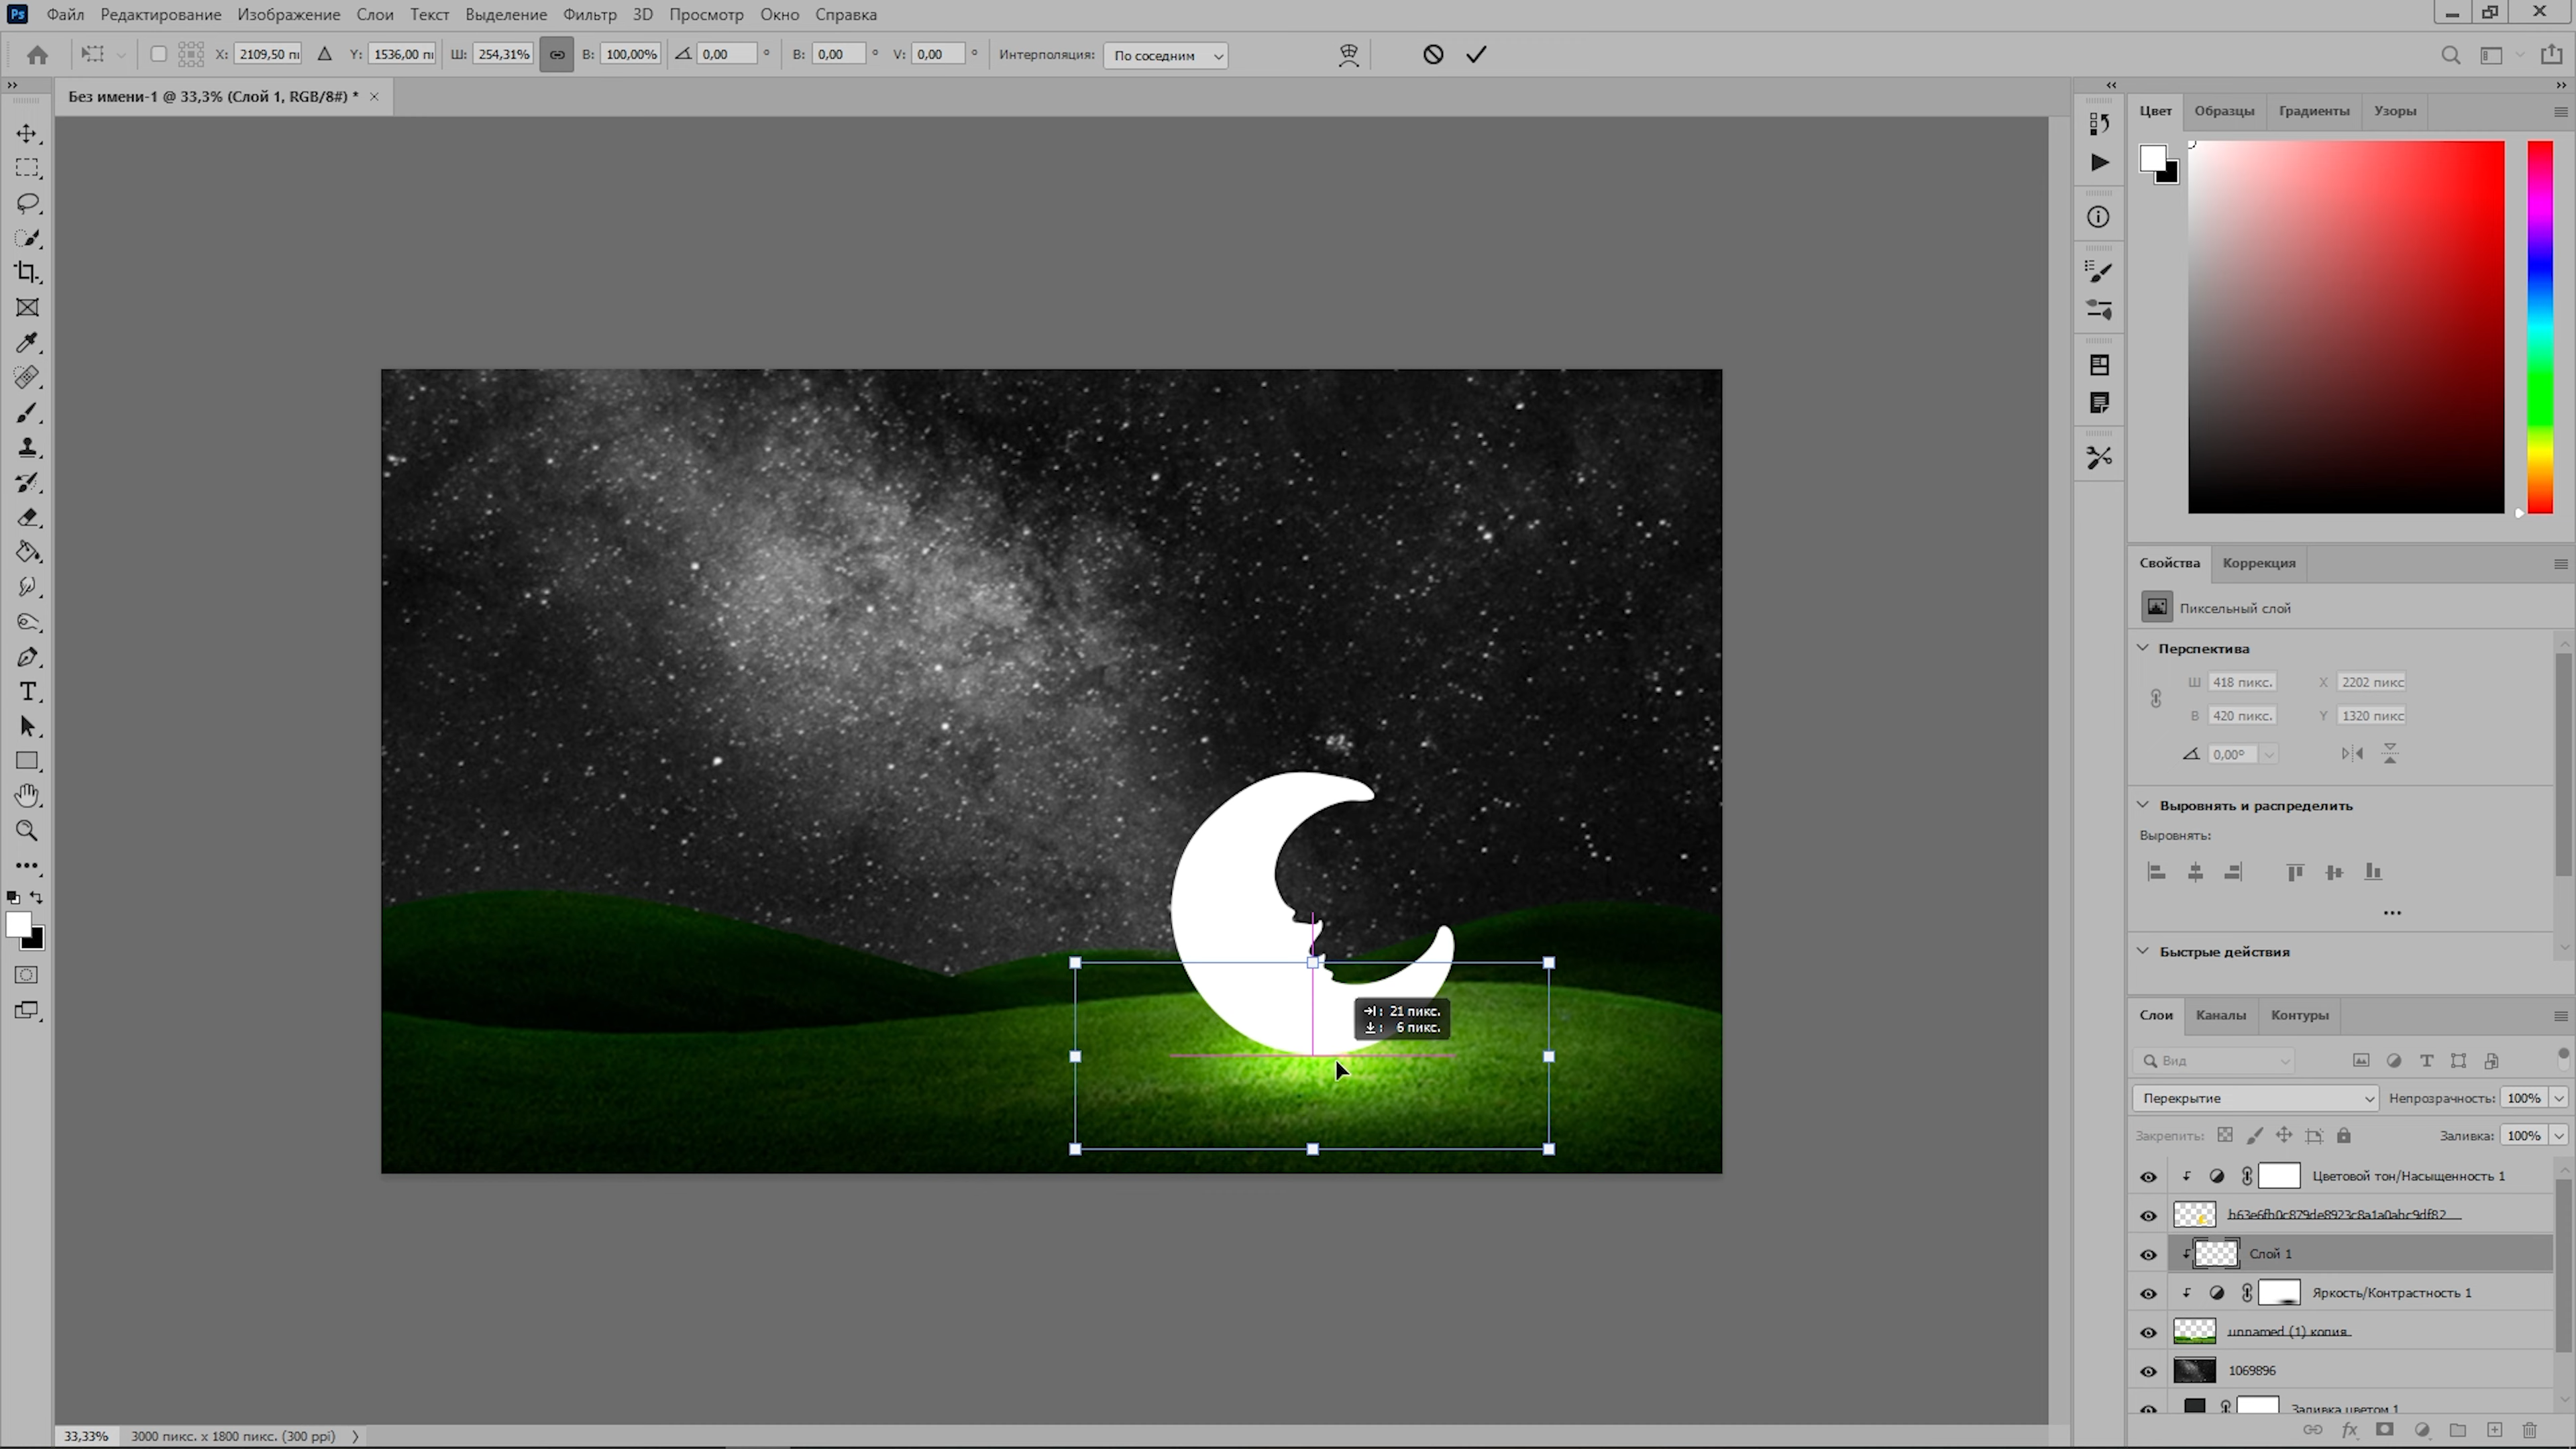 Ps Файл Редактирование Изображение Слои Текст Выделение Фильтр 3D Просмотр Окно Справка
X: 2109,50 пі Y: 1536,00 пі Ш: 254,31% В: 100,00% 0,00 ° В: 0,00 ° V: 0,00 ° Интерполяция: По соседним
Без имени-1 @ 33,3% (Слой 1, RGB/8#) *
Цвет Образцы Градиенты Узоры
Свойства Коррекция
Пиксельный слой
Перспектива
Ш 418 пикс. X 2202 пикс
В 420 пикс. Y 1320 пикс
0,00°
Выровнять и распределить
Выровнять:
Быстрые действия
: 21 пикс.
: 6 пикс.
Слои Каналы Контуры
Вид
Перекрытие Непрозрачность: 100%
Закрепить: Заливка: 100%
Цветовой тон/Насыщенность 1
b63e6fb0c879de8923c8a1a0abc9df82
Слой 1
Яркость/Контрастность 1
unnamed (1) копия
1069896
Заливка цветом 1
33,33% 3000 пикс. x 1800 пикс. (300 ppi)